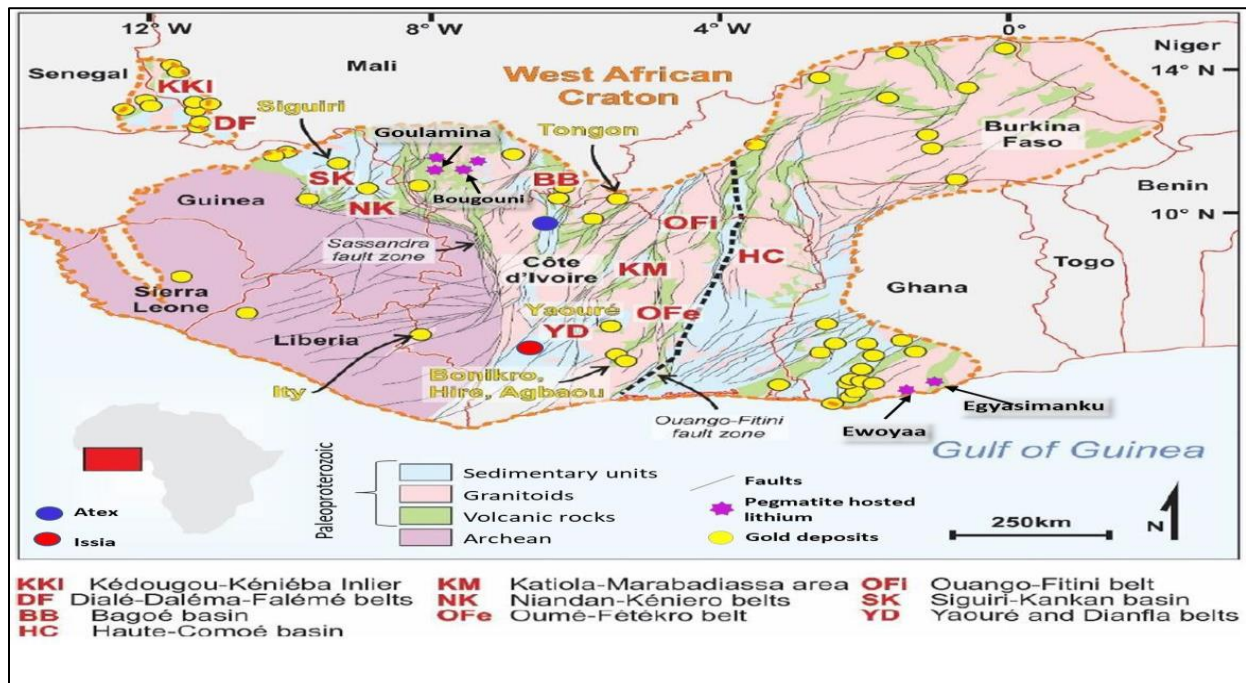 12° W
8° W
4° W
0°
Niger
14° N
Senegal
Mali
KKI
West African
Craton
Siguiri
DF
Goulamina
Tongon
Burkina
Faso
SK
BB
Benin
Guinea
NK
Bougouni
10° N
OFi
Sassandra
fault zone
HC
Côte
d'Ivoire
KM
Togo
Ghana
Sierra
Leone
Yaouré
OFe
YD
Liberia
Ity
Bonikro,
Hire, Agbaou
Egyasimanku
Ouango-Fitini
fault zone
Ewoyaa
Gulf of Guinea
Paleoproterozoic
Sedimentary units
Granitoids
Volcanic rocks
Archean
Faults
Pegmatite hosted
lithium
Gold deposits
Atex
Issia
250km
N
KKI Kédougou-Kéniéba Inlier
KM Katiola-Marabadiassa area
OFi Ouango-Fitini belt
DF Dialé-Daléma-Falémé belts
NK Niandan-Kéniero belts
SK Siguiri-Kankan basin
BB Bagoé basin
OFe Oumé-Fétékro belt
YD Yaouré and Dianfla belts
HC Haute-Comoé basin